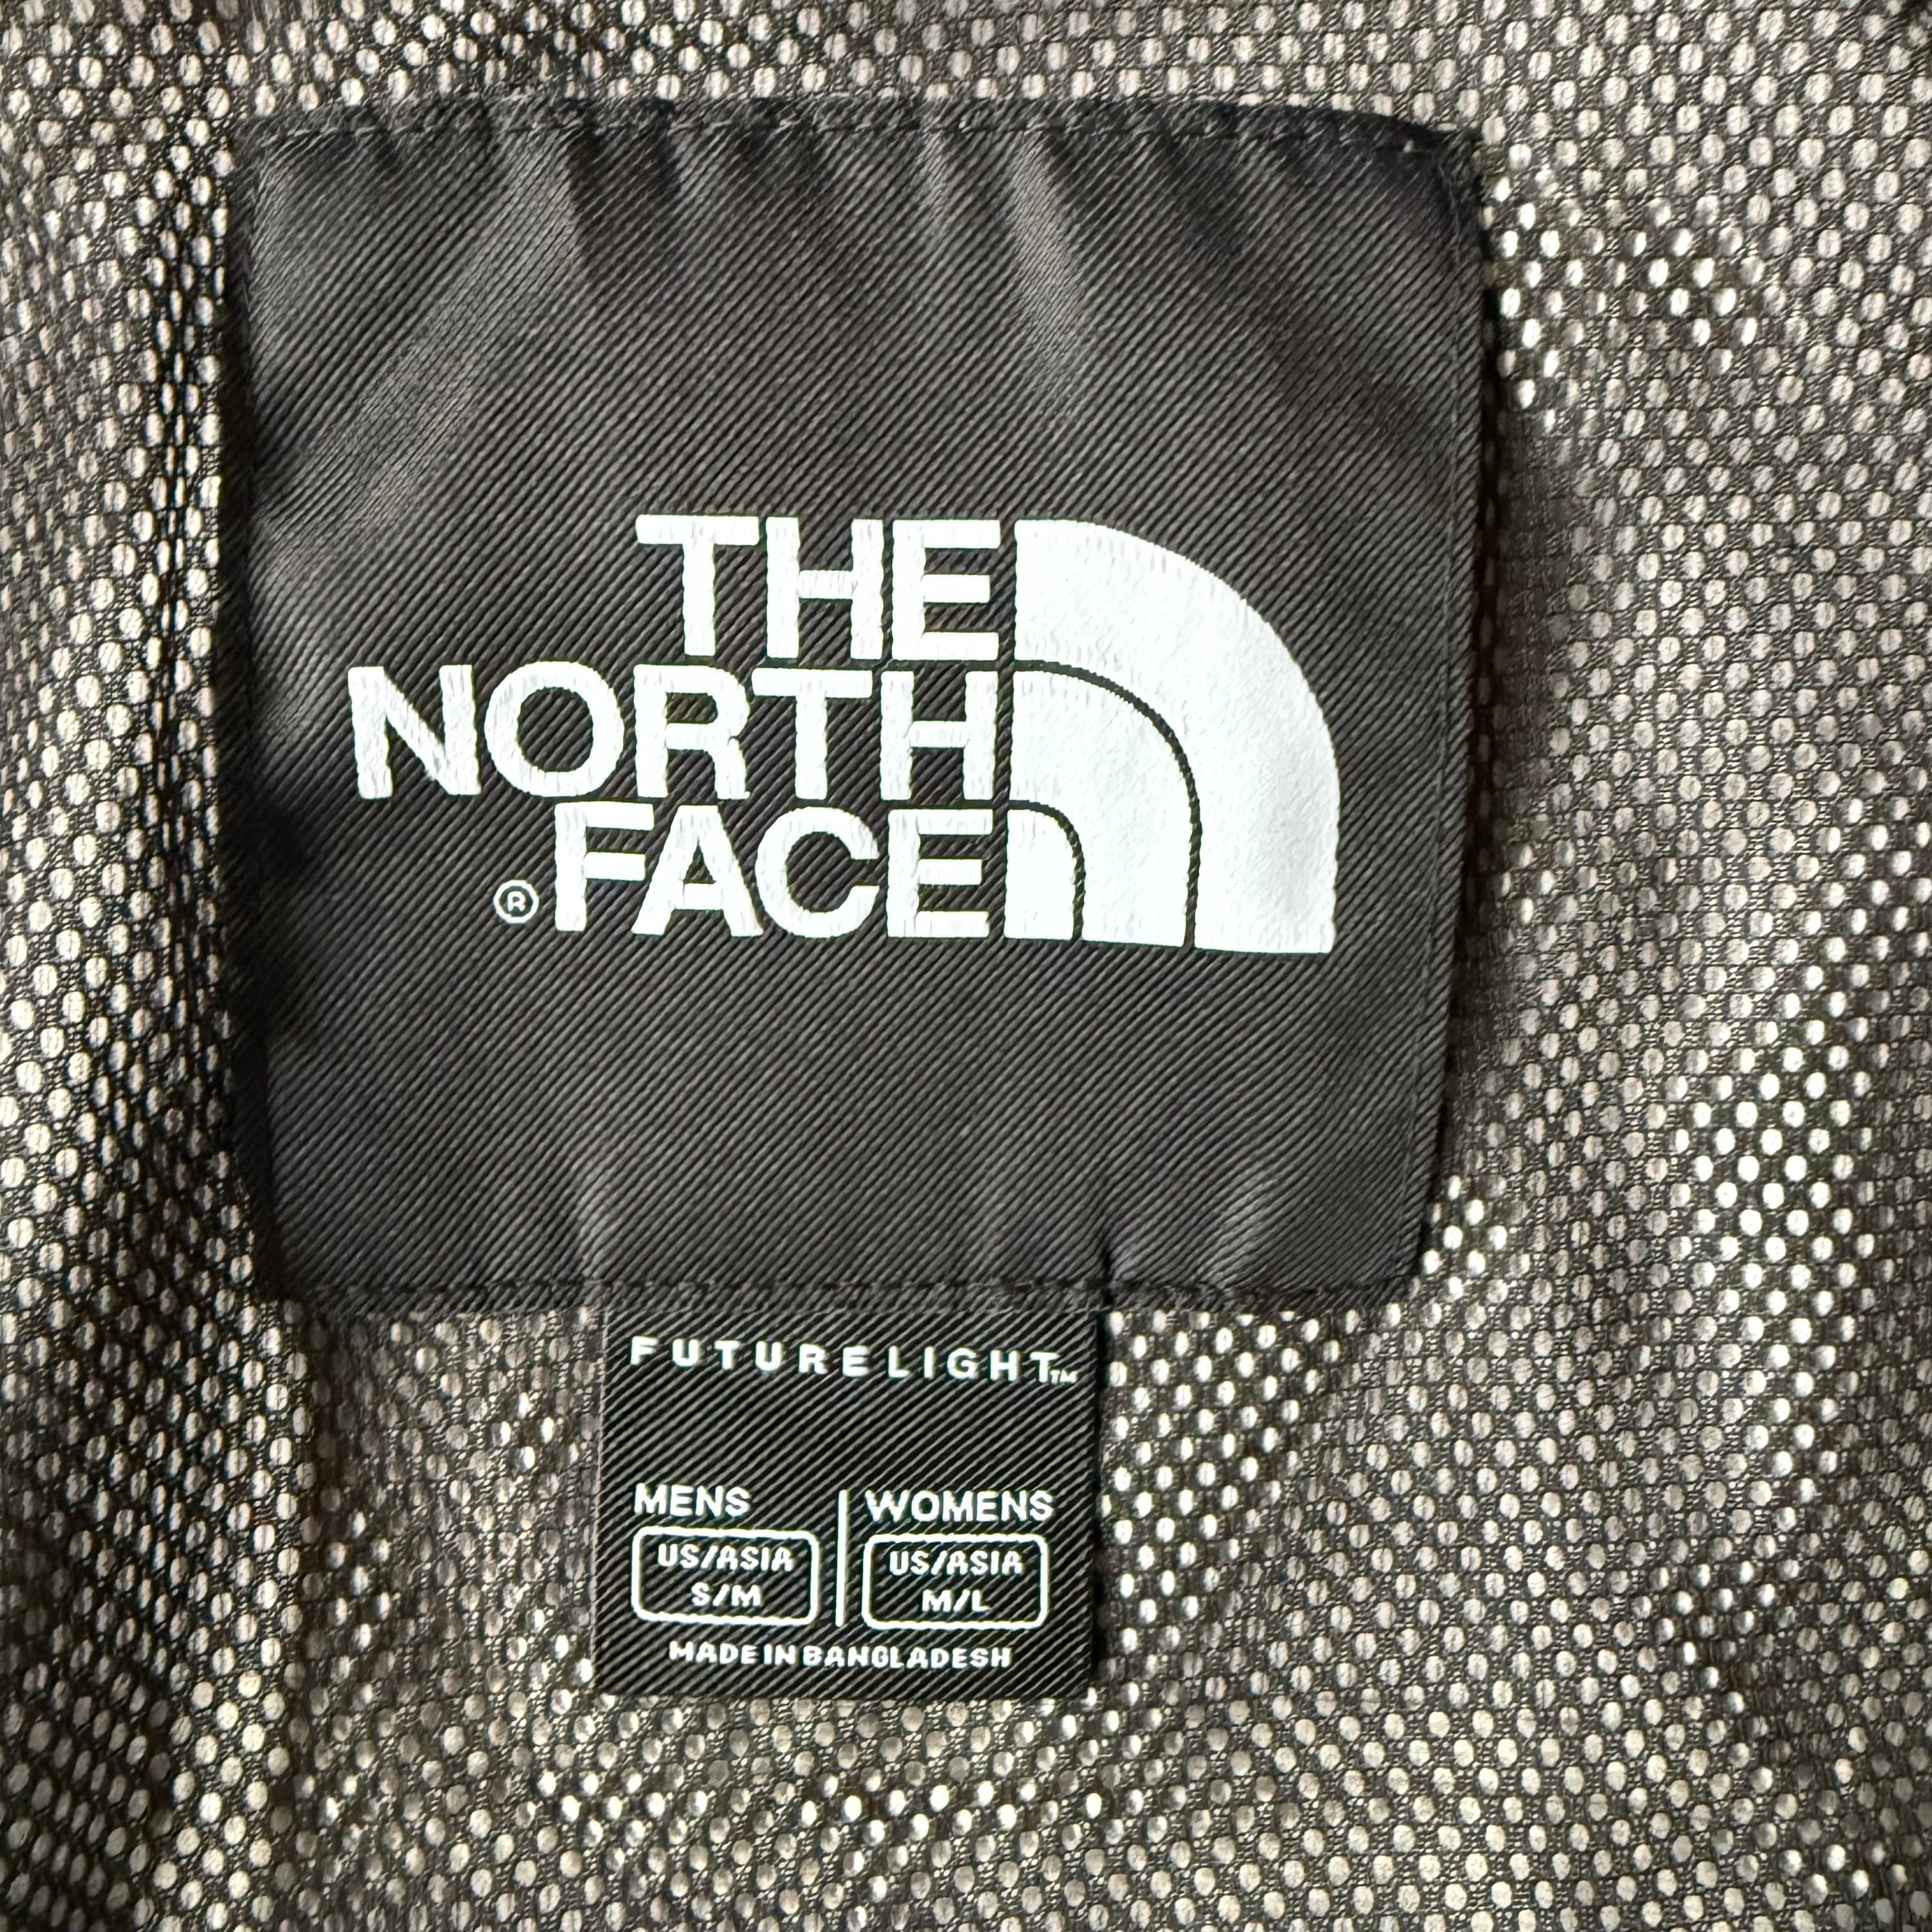 THE
NORTH
FACE
®
FUTURELIGHT™
MENS | WOMENS
US/ASIA US/ASIA
S/M M/L
MADE IN BANGLADESH